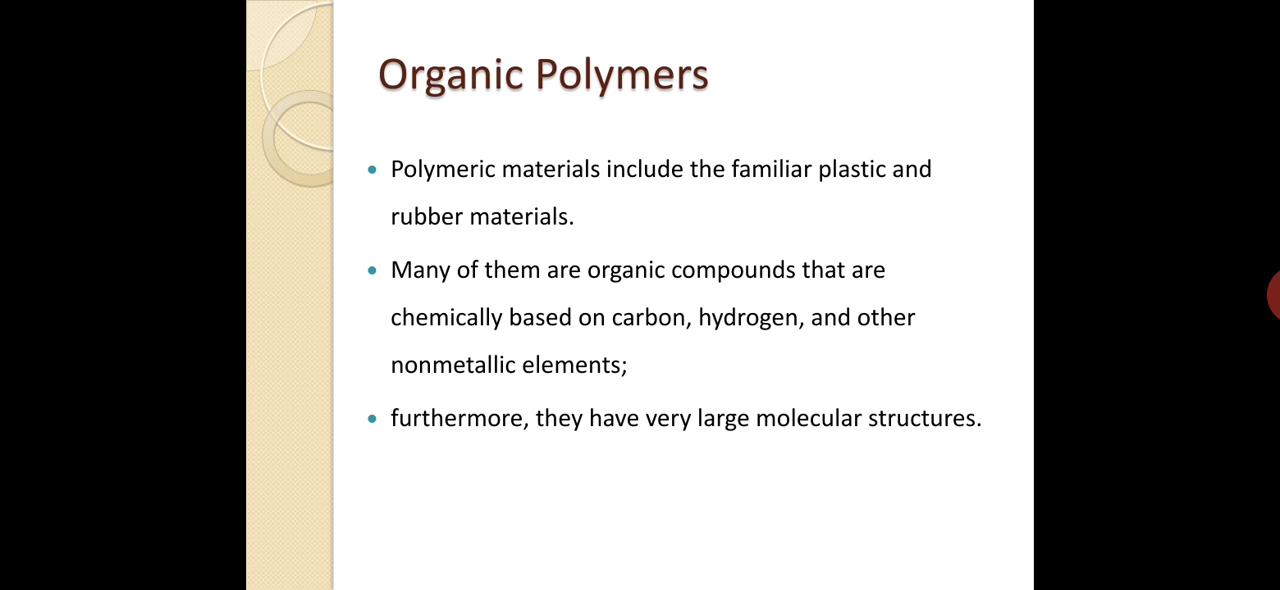 Organic Polymers
Polymeric materials include the familiar plastic and
rubber materials.
Many of them are organic compounds that are
chemically based on carbon, hydrogen, and other
nonmetallic elements;
furthermore, they have very large molecular structures.